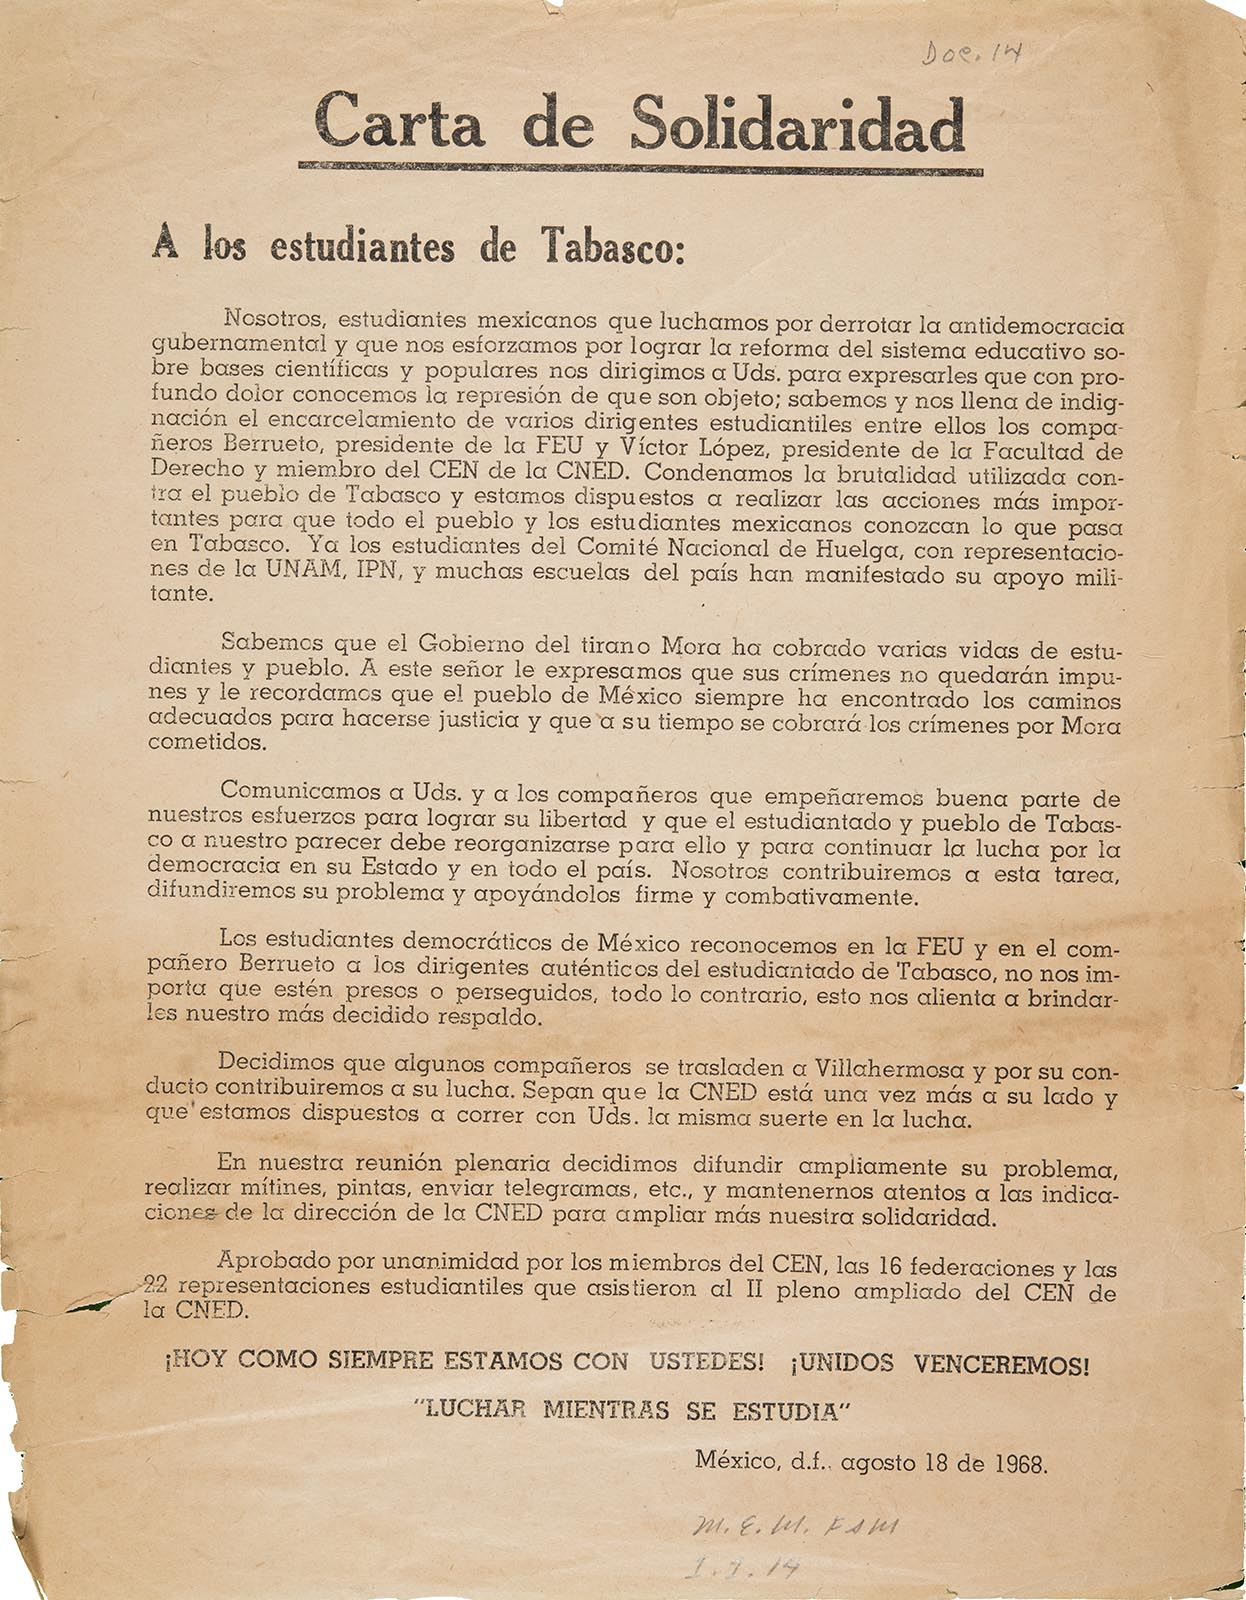 Doc. 14
Carta de Solidaridad
A los estudiantes de Tabasco:
Nosotros, estudiantes mexicanos que luchamos por derrotar la antidemocracia
gubernamental y que nos esforzamos por lograr la reforma del sistema educativo so-
bre bases científicas y populares nos dirigimos a Uds. para expresarles que con pro-
fundo dolor conocemos la represión de que son objeto; sabemos y nos llena de indig-
nación el encarcelamiento de varios dirigentes estudiantiles entre ellos los compa-
ñeros Berrueto, presidente de la FEU y Víctor López, presidente de la Facultad de
Derecho y miembro del CEN de la CNED. Condenamos la brutalidad utilizada con-
tra el pueblo de Tabasco y estamos dispuestos a realizar las acciones más impor-
tantes para que todo el pueblo y los estudiantes mexicanos conozcan lo que pasa
en Tabasco. Ya los estudiantes del Comité Nacional de Huelga, con representacio-
nes de la UNAM, IPN, y muchas escuelas del país han manifestado su apoyo mili-
tante.
Sabemos que el Gobierno del tirano Mora ha cobrado varias vidas de estu-
diantes y pueblo. A este señor le expresamos que sus crímenes no quedarán impu-
nes y le recordamos que el pueblo de México siempre ha encontrado los caminos
adecuados para hacerse justicia y que a su tiempo se cobrará los crímenes por Mora
cometidos.
Comunicamos a Uds. y a los compañeros que empeñaremos buena parte de
nuestros esfuerzos para lograr su libertad y que el estudiantado y pueblo de Tabas-
co a nuestro parecer debe reorganizarse para ello y para continuar la lucha por la
democracia en su Estado y en todo el país. Nosotros contribuiremos a esta tarea,
difundiremos su problema y apoyándolos firme y combativamente.
Los estudiantes democráticos de México reconocemos en la FEU y en el com-
pañero Berrueto a los dirigentes auténticos del estudiantado de Tabasco, no nos im-
porta que estén presos o perseguidos, todo lo contrario, esto nos alienta a brindar-
les nuestro más decidido respaldo.
Decidimos que algunos compañeros se trasladen a Villahermosa y por su con-
ducto contribuiremos a su lucha. Sepan que la CNED está una vez más a su lado y
que estamos dispuestos a correr con Uds. la misma suerte en la lucha.
En nuestra reunión plenaria decidimos difundir ampliamente su problema,
realizar mítines, pintas, enviar telegramas, etc., y mantenernos atentos a las indica-
ciones de la dirección de la CNED para ampliar más nuestra solidaridad.
Aprobado por unanimidad por los miembros del CEN, las 16 federaciones y las
22 representaciones estudiantiles que asistieron al II pleno ampliado del CEN de
la CNED.
¡HOY COMO SIEMPRE ESTAMOS CON USTEDES! ¡UNIDOS VENCEREMOS!
"LUCHAR MIENTRAS SE ESTUDIA"
México, d.f., agosto 18 de 1968.
M. E. M.